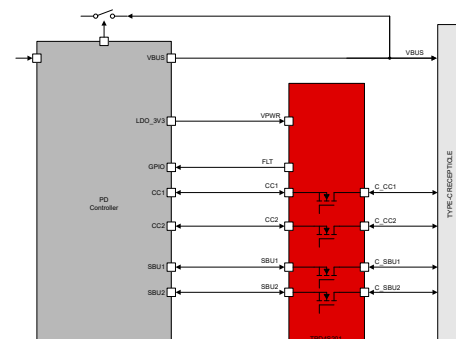 VBUS
VBUS
LDO_3V3
VPWR
GPIO
FLT
CC1
CC1
C_CC1
PD
Controller
CC2
CC2
C_CC2
SBU1
SBU1
C_SBU1
SBU2
SBU2
C_SBU2
TYPE-C RECEPTICLE